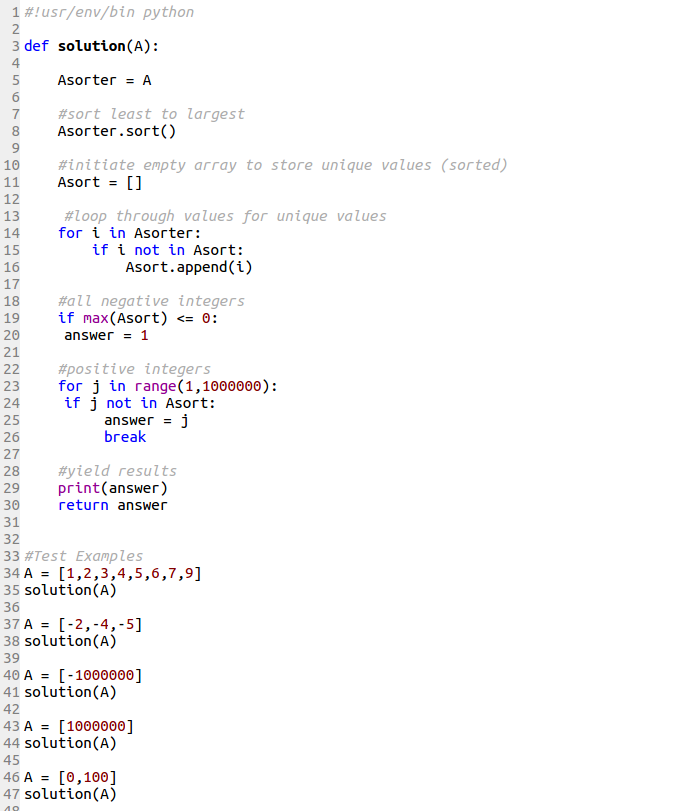 1 #!usr/env/bin python
2
3 def solution(A):
4
5     Asorter = A
6
7     #sort least to largest
8     Asorter.sort()
9
10     #initiate empty array to store unique values (sorted)
11     Asort = []
12
13      #loop through values for unique values
14     for i in Asorter:
15         if i not in Asort:
16             Asort.append(i)
17
18     #all negative integers
19     if max(Asort) <= 0:
20      answer = 1
21
22     #positive integers
23     for j in range(1,1000000):
24      if j not in Asort:
25           answer = j
26           break
27
28     #yield results
29     print(answer)
30     return answer
31
32
33 #Test Examples
34 A = [1,2,3,4,5,6,7,9]
35 solution(A)
36
37 A = [-2,-4,-5]
38 solution(A)
39
40 A = [-1000000]
41 solution(A)
42
43 A = [1000000]
44 solution(A)
45
46 A = [0,100]
47 solution(A)
48